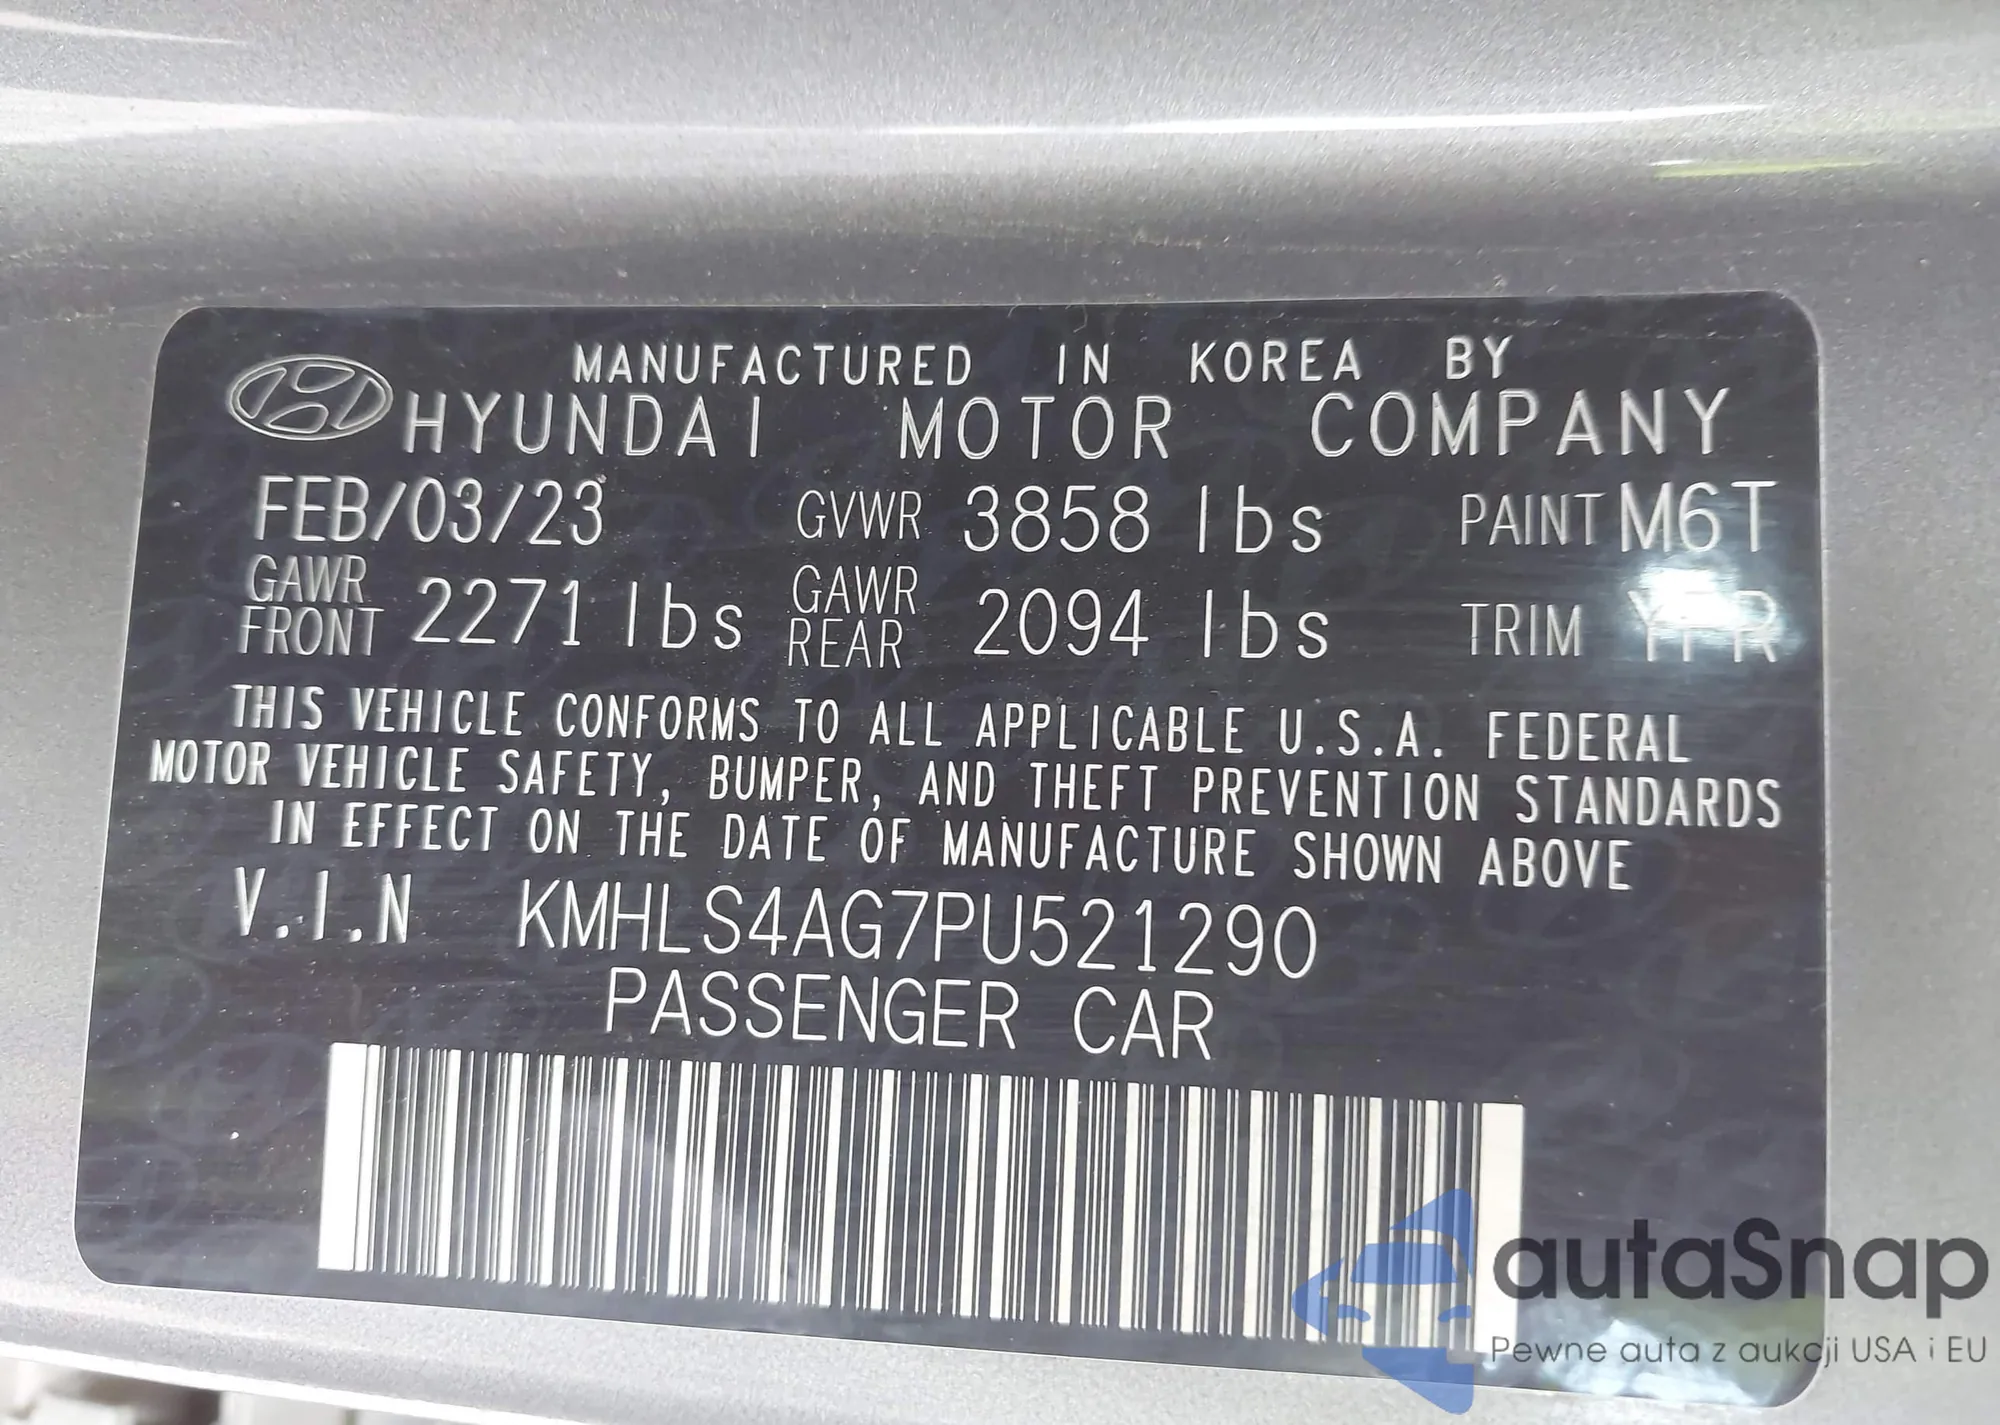 MANUFACTURED IN KOREA BY
HYUNDAI MOTOR COMPANY
FEB/03/23 GVWR 3858 lbs PAINT M6T
GAWR FRONT 2271 lbs GAWR REAR 2094 lbs TRIM YFR
THIS VEHICLE CONFORMS TO ALL APPLICABLE U.S.A. FEDERAL
MOTOR VEHICLE SAFETY, BUMPER, AND THEFT PREVENTION STANDARDS
IN EFFECT ON THE DATE OF MANUFACTURE SHOWN ABOVE
V.I.N KMHLS4AG7PU521290
PASSENGER CAR
autaSnap
Pewne auta z aukcji USA i EU